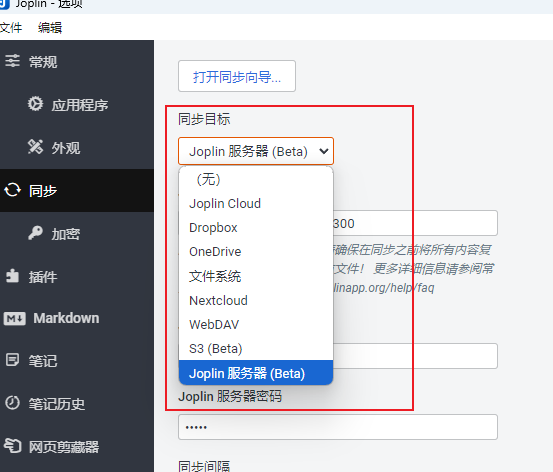 Joplin - 选项
文件 编辑
常规
应用程序
外观
同步
加密
插件
Markdown
笔记
笔记历史
网页剪藏器
打开同步向导...
同步目标
Joplin 服务器 (Beta)
(无)
Joplin Cloud
Dropbox
OneDrive
文件系统
Nextcloud
WebDAV
S3 (Beta)
Joplin 服务器 (Beta)
300
确保在同步之前将所有内容复
文件！ 更多详细信息请参阅常
linapp.org/help/faq
Joplin 服务器密码
•••••
同步间隔